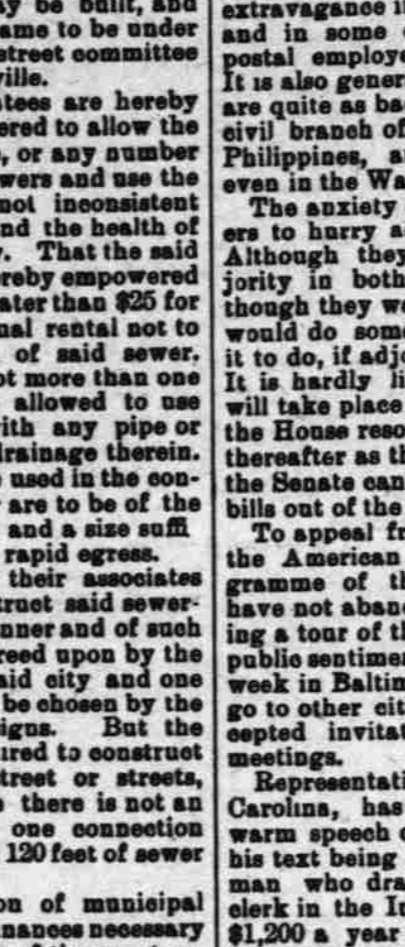 ay be built, and
ame to be under
street committee
ville.
tees are hereby
ered to allow the
, or any number
wers and use the
not inconsistent
nd the health of
. That the said
reby empowered
ater than $25 for
nal rental not to
of said sewer.
ot more than one
allowed to use
ith any pipe or
drainage therein.
used in the con-
are to be of the
and a size suffi
rapid egress.
their associates
truct said sewer-
nner and of such
reed upon by the
aid city and one
be chosen by the
igns. But the
ired to construct
treet or streets,
there is not an
one connection
120 feet of sewer
on of municipal
nances necessary
extravagance i
and in some
postal employe
It is also gener
are quite as ba
civil branch of
Philippines, a
even in the Wa
The anxiety
ers to hurry a
Although they
jority in both
though they we
would do some
it to do, if adjo
It is hardly li
will take place
the House reso
thereafter as th
the Senate can
bills out of the
To appeal fr
the American
gramme of th
have not aban
ing a tour of th
public sentimen
week in Baltim
go to other cit
cepted invitat
meetings.
Representati
Carolina, has
warm speech o
his text being
man who dra
clerk in the In
$1,200 a year